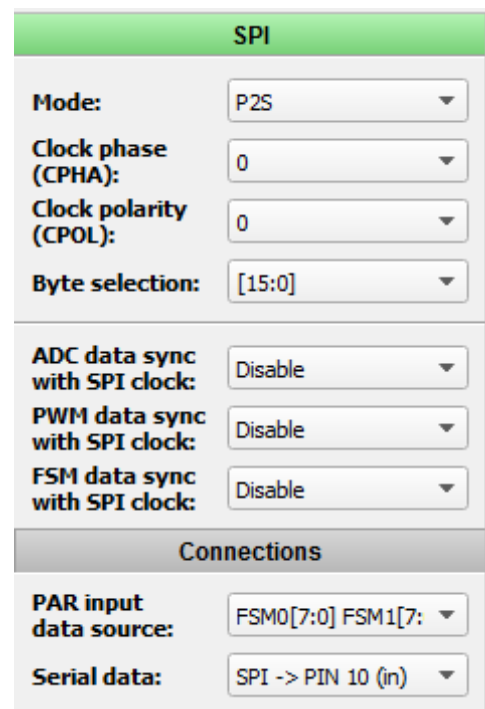 SPI
Mode: P2S
Clock phase
(CPHA): 0
Clock polarity
(CPOL): 0
Byte selection: [15:0]
ADC data sync
with SPI clock: Disable
PWM data sync
with SPI clock: Disable
FSM data sync
with SPI clock: Disable
Connections
PAR input
data source: FSM0[7:0] FSM1[7:
Serial data: SPI -> PIN 10 (in)